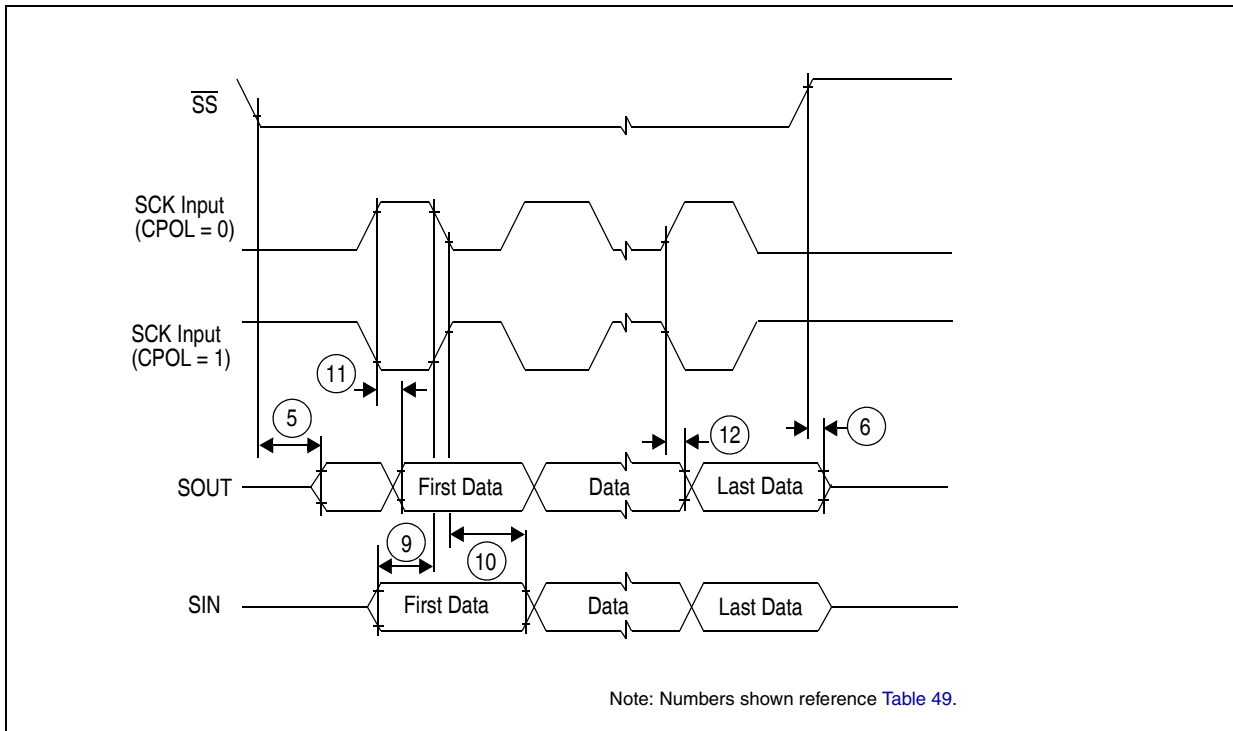 SS
SCK Input
(CPOL = 0)
SCK Input
(CPOL = 1)
11
5
12
6
SOUT
First Data
Data
Last Data
9
10
SIN
First Data
Data
Last Data
Note: Numbers shown reference Table 49.